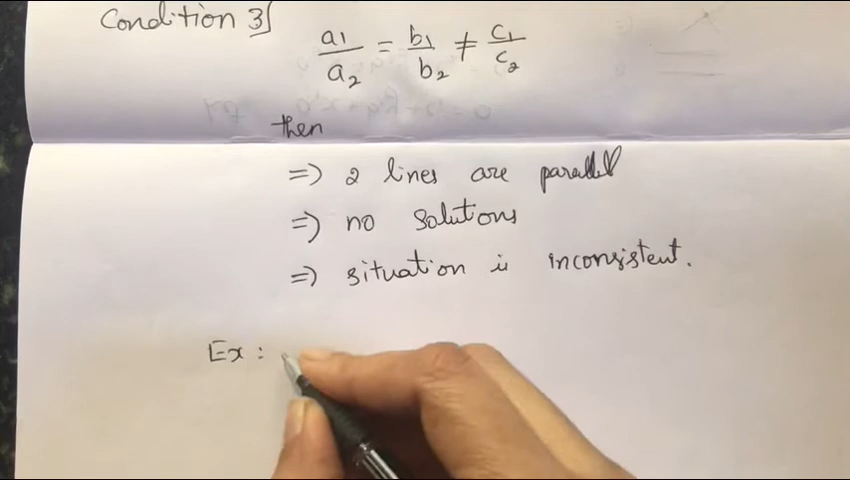 Condition 3]
a1/a2 = b1/b2 ≠ c1/c2
then
=> 2 lines are parallel
=> no solutions
=> situation is inconsistent.
Ex :